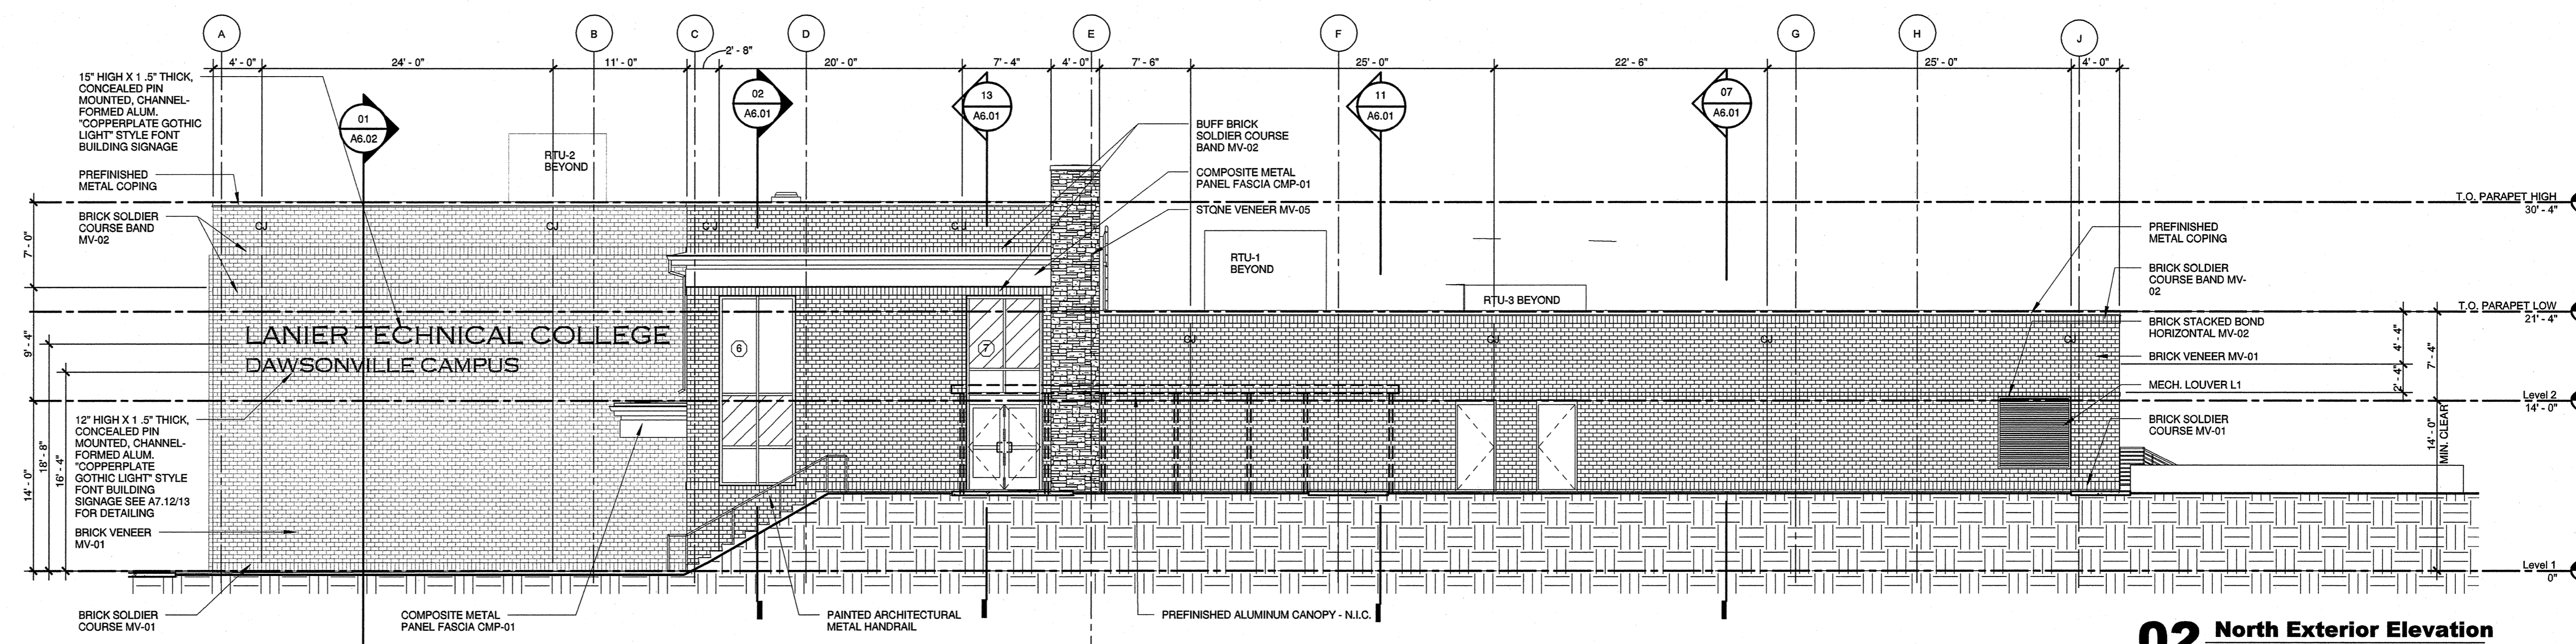 A
B
C
D
E
F
G
H
J
4' - 0"
24' - 0"
11' - 0"
2' - 8"
20' - 0"
7' - 4"
4' - 0"
7' - 6"
25' - 0"
22' - 6"
25' - 0"
4' - 0"
15" HIGH X 1 .5" THICK,
CONCEALED PIN
MOUNTED, CHANNEL-
FORMED ALUM.
"COPPERPLATE GOTHIC
LIGHT" STYLE FONT
BUILDING SIGNAGE
01
A6.02
02
A6.01
13
A6.01
11
A6.01
07
A6.01
RTU-2
BEYOND
PREFINISHED
METAL COPING
BRICK SOLDIER
COURSE BAND
MV-02
BUFF BRICK
SOLDIER COURSE
BAND MV-02
COMPOSITE METAL
PANEL FASCIA CMP-01
STONE VENEER MV-05
CJ
CJ
CJ
CJ
RTU-1
BEYOND
RTU-3 BEYOND
T.O. PARAPET HIGH
30' - 4"
PREFINISHED
METAL COPING
BRICK SOLDIER
COURSE BAND MV-
02
T.O. PARAPET LOW
21' - 4"
BRICK STACKED BOND
HORIZONTAL MV-02
BRICK VENEER MV-01
MECH. LOUVER L1
BRICK SOLDIER
COURSE MV-01
CJ
CJ
CJ
CJ
7' - 0"
9' - 4"
14' - 0"
18' - 8"
16' - 4"
LANIER TECHNICAL COLLEGE
DAWSONVILLE CAMPUS
6
7
4' - 4"
2' - 4"
7' - 4"
14' - 0"
MIN. CLEAR
Level 2
14' - 0"
12" HIGH X 1 .5" THICK,
CONCEALED PIN
MOUNTED, CHANNEL-
FORMED ALUM.
"COPPERPLATE
GOTHIC LIGHT" STYLE
FONT BUILDING
SIGNAGE SEE A7.12/13
FOR DETAILING
BRICK VENEER
MV-01
Level 1
0"
BRICK SOLDIER
COURSE MV-01
COMPOSITE METAL
PANEL FASCIA CMP-01
PAINTED ARCHITECTURAL
METAL HANDRAIL
PREFINISHED ALUMINUM CANOPY - N.I.C.
02 North Exterior Elevation